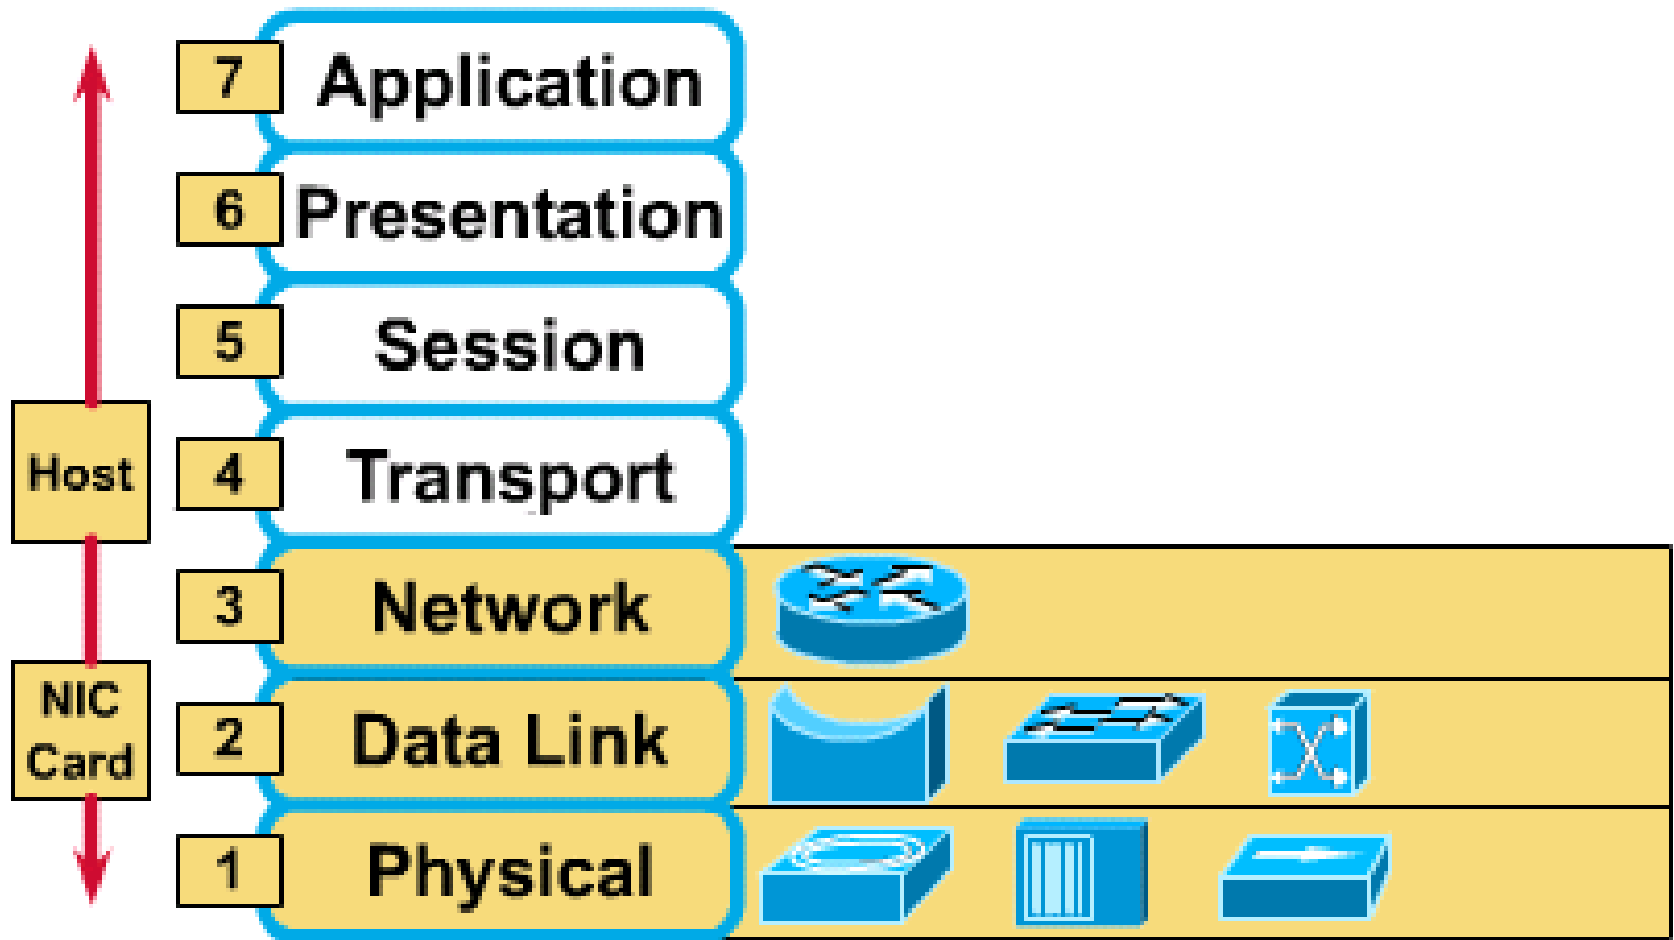 7 Application
6 Presentation
5 Session
Host
4 Transport
3 Network
NIC
Card
2 Data Link
1 Physical